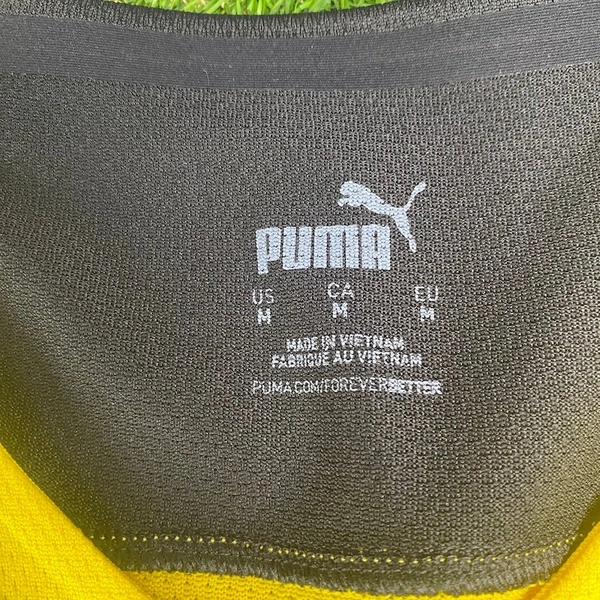 PUMA
US CA EU
M M M
MADE IN VIETNAM
FABRIQUÉ AU VIETNAM
PUMA.COM/FOREVERBETTER